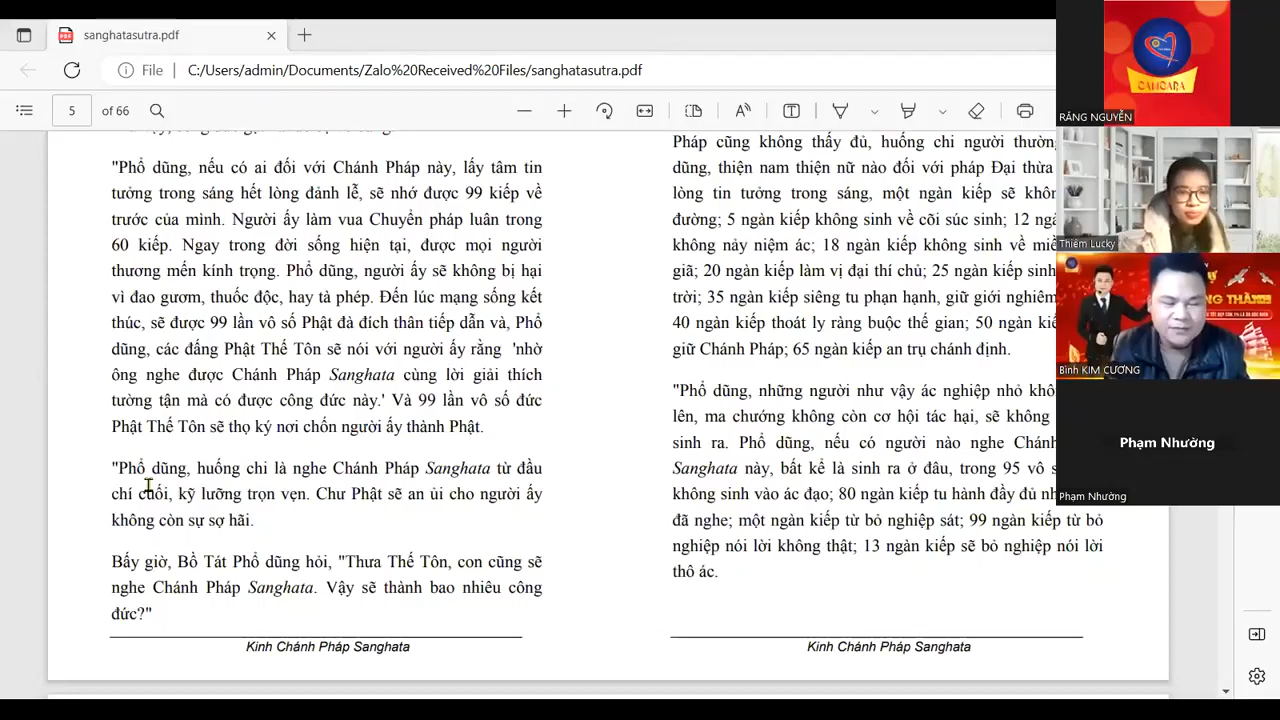 sanghatasutra.pdf
File
C:/Users/admin/Documents/Zalo%20Received%20Files/sanghatasutra.pdf
5 of 66
"Phổ dũng, nếu có ai đối với Chánh Pháp này, lấy tâm tin
tưởng trong sáng hết lòng đảnh lễ, sẽ nhớ được 99 kiếp về
trước của mình. Người ấy làm vua Chuyển pháp luân trong
60 kiếp. Ngay trong đời sống hiện tại, được mọi người
thương mến kính trọng. Phổ dũng, người ấy sẽ không bị hại
vì đao gươm, thuốc độc, hay tà phép. Đến lúc mạng sống kết
thúc, sẽ được 99 lần vô số Phật đà đích thân tiếp dẫn và, Phổ
dũng, các đấng Phật Thế Tôn sẽ nói với người ấy rằng 'nhờ
ông nghe được Chánh Pháp Sanghata cùng lời giải thích
tường tận mà có được công đức này.' Và 99 lần vô số đức
Phật Thế Tôn sẽ thọ ký nơi chốn người ấy thành Phật.
"Phổ dũng, huống chi là nghe Chánh Pháp Sanghata từ đầu
chí cuối, kỹ lưỡng trọn vẹn. Chư Phật sẽ an ủi cho người ấy
không còn sự sợ hãi.
Bấy giờ, Bồ Tát Phổ dũng hỏi, "Thưa Thế Tôn, con cũng sẽ
nghe Chánh Pháp Sanghata. Vậy sẽ thành bao nhiêu công
đức?"
Kinh Chánh Pháp Sanghata
Pháp cũng không thấy đủ, huống chi người thườn
dũng, thiện nam thiện nữ nào đối với pháp Đại thừa
lòng tin tưởng trong sáng, một ngàn kiếp sẽ khôn
đường; 5 ngàn kiếp không sinh về cõi súc sinh; 12 ngà
không nảy niệm ác; 18 ngàn kiếp không sinh về miề
giã; 20 ngàn kiếp làm vị đại thí chủ; 25 ngàn kiếp sinh
trời; 35 ngàn kiếp siêng tu phạn hạnh, giữ giới nghiêm
40 ngàn kiếp thoát ly ràng buộc thế gian; 50 ngàn kiế
giữ Chánh Pháp; 65 ngàn kiếp an trụ chánh định.
"Phổ dũng, những người như vậy ác nghiệp nhỏ khô
lên, ma chướng không còn cơ hội tác hại, sẽ không
sinh ra. Phổ dũng, nếu có người nào nghe Chánh
Sanghata này, bất kể là sinh ra ở đâu, trong 95 vô s
không sinh vào ác đạo; 80 ngàn kiếp tu hành đầy đủ nh
đã nghe; một ngàn kiếp từ bỏ nghiệp sát; 99 ngàn kiếp từ bỏ
nghiệp nói lời không thật; 13 ngàn kiếp sẽ bỏ nghiệp nói lời
thô ác.
Kinh Chánh Pháp Sanghata
RĂNG NGUYỄN
Thiêm Lucky
Bình KIM CƯƠNG
Phạm Nhường
Phạm Nhường